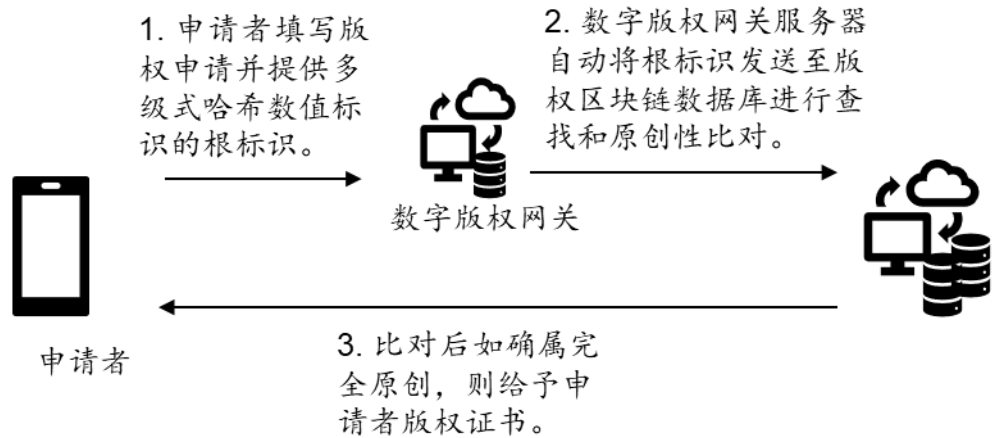 1. 申请者填写版
权申请并提供多
级式哈希数值标
识的根标识。
2. 数字版权网关服务器
自动将根标识发送至版
权区块链数据库进行查
找和原创性比对。
数字版权网关
申请者
3. 比对后如确属完
全原创，则给予申
请者版权证书。